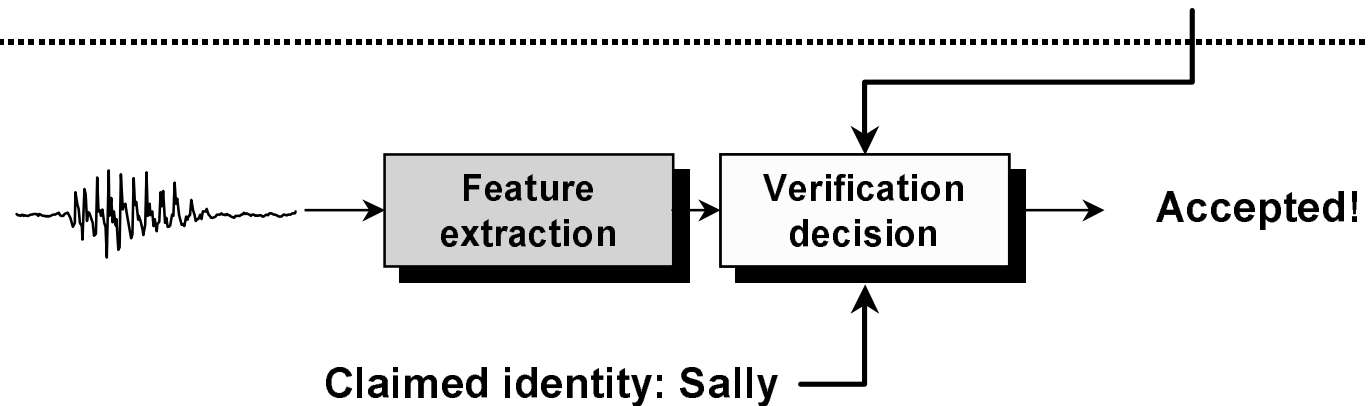 Feature
extraction
Verification
decision
Accepted!
Claimed identity: Sally